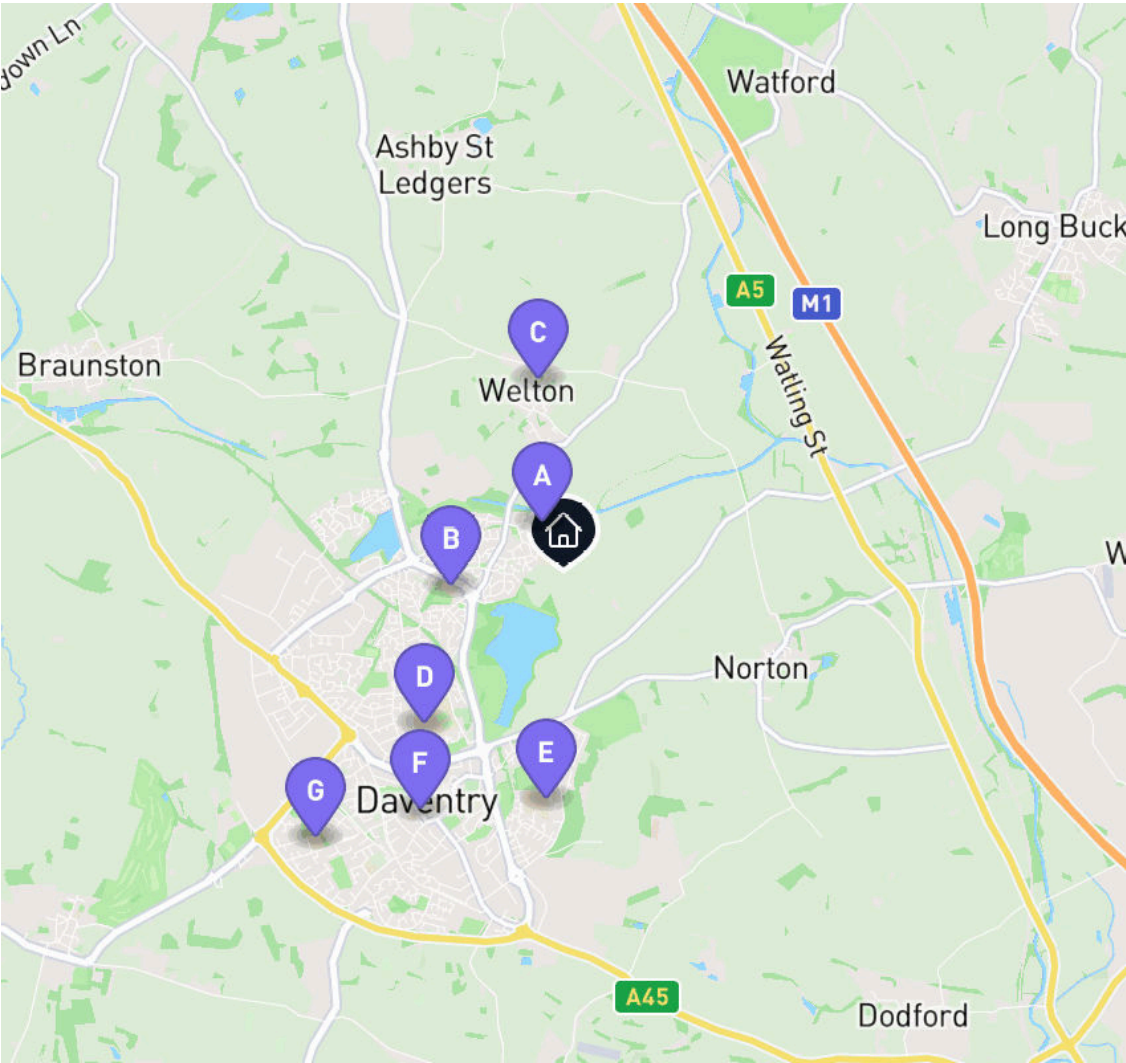 down Ln
Watford
Ashby St
Ledgers
Long Buck
A5
M1
C
Braunston
Watling St
Welton
A
B
W
Norton
D
E
F
G
Daventry
A45
Dodford